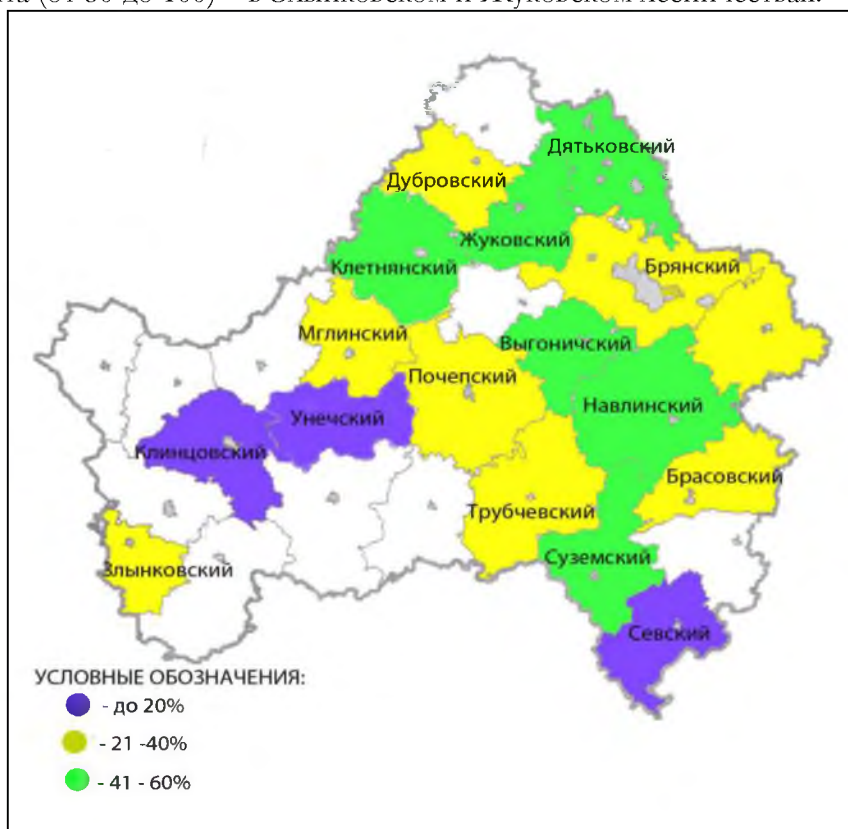 Дятьковский
Дубровский
Жуковский
Клетнянский
Брянский
Мглинский
Выгоничский
Почепский
Навлинский
Унечский
Клинцовский
Брасовский
Трубчевский
Суземский
Злынковский
Севский
УСЛОВНЫЕ ОБОЗНАЧЕНИЯ:
- до 20%
- 21 -40%
- 41 - 60%